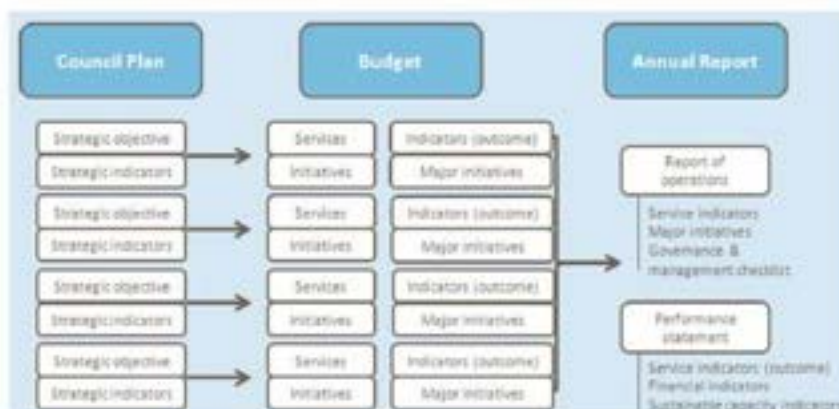 Council Plan
Budget
Annual Report
Strategic objective
Strategic indicators
Services
Initiatives
Indicators (outcome)
Major initiatives
Strategic objective
Strategic indicators
Services
Initiatives
Indicators (outcome)
Major initiatives
Strategic objective
Strategic indicators
Services
Initiatives
Indicators (outcome)
Major initiatives
Strategic objective
Strategic indicators
Services
Initiatives
Indicators (outcome)
Major initiatives
Report of
operations
Service indicators
Major initiatives
Governance &
management checklist
Performance
statement
Service indicators (outcome)
Financial indicators
Sustainable capacity indicators